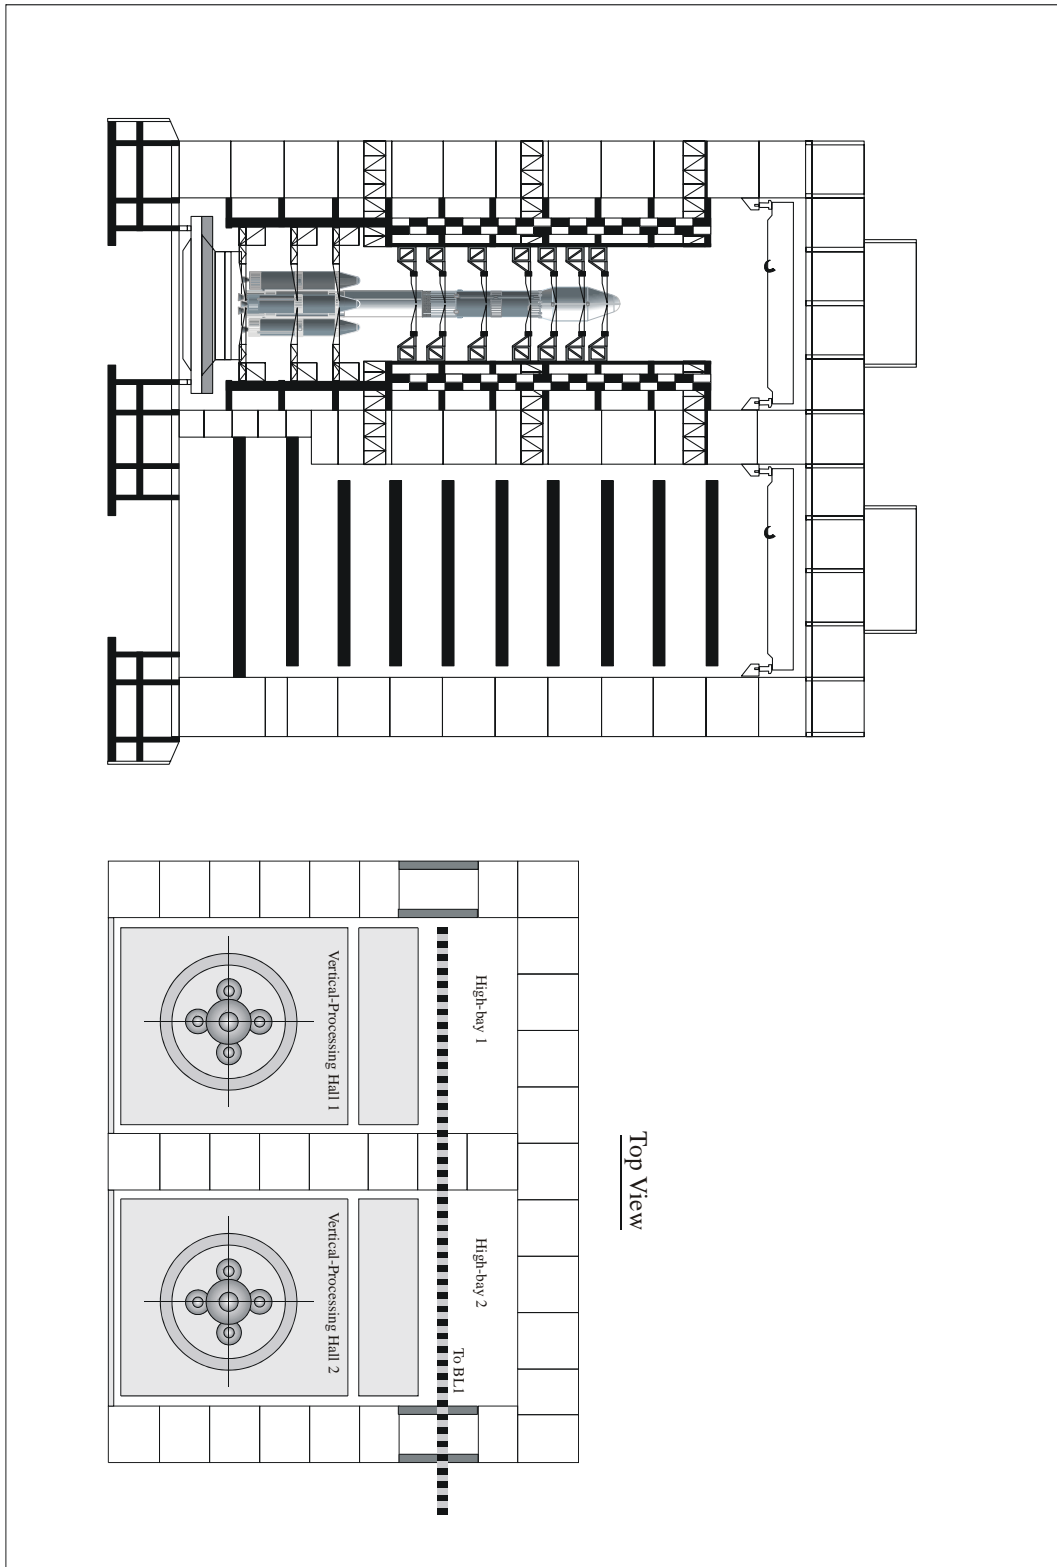 Top View
High-bay 1
High-bay 2
To BL1
Vertical-Processing Hall 1
Vertical-Processing Hall 2